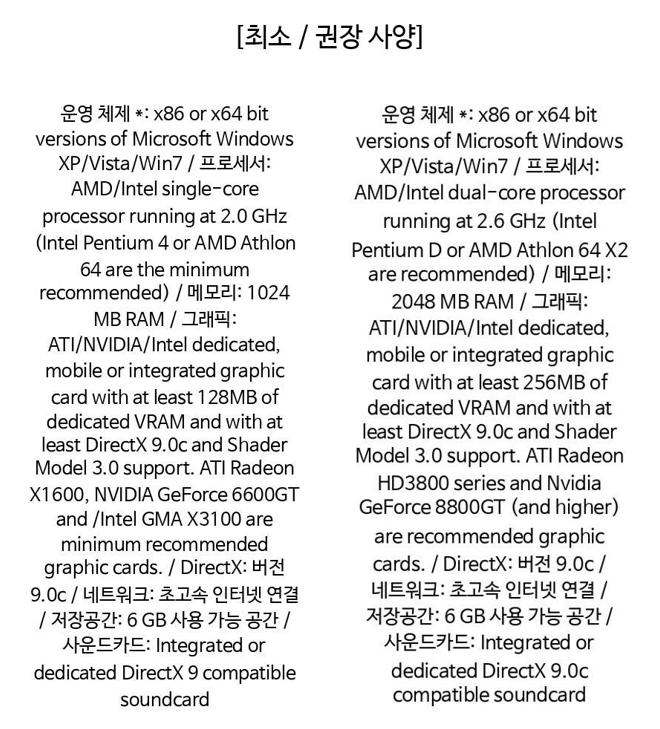 [최소 / 권장 사양]
운영 체제 *: x86 or x64 bit
versions of Microsoft Windows
XP/Vista/Win7 / 프로세서:
AMD/Intel single-core
processor running at 2.0 GHz
(Intel Pentium 4 or AMD Athlon
64 are the minimum
recommended) / 메모리: 1024
MB RAM / 그래픽:
ATI/NVIDIA/Intel dedicated,
mobile or integrated graphic
card with at least 128MB of
dedicated VRAM and with at
least DirectX 9.0c and Shader
Model 3.0 support. ATI Radeon
X1600, NVIDIA GeForce 6600GT
and /Intel GMA X3100 are
minimum recommended
graphic cards. / DirectX: 버전
9.0c / 네트워크: 초고속 인터넷 연결
/ 저장공간: 6 GB 사용 가능 공간 /
사운드카드: Integrated or
dedicated DirectX 9 compatible
soundcard
운영 체제 *: x86 or x64 bit
versions of Microsoft Windows
XP/Vista/Win7 / 프로세서:
AMD/Intel dual-core processor
running at 2.6 GHz (Intel
Pentium D or AMD Athlon 64 X2
are recommended) / 메모리:
2048 MB RAM / 그래픽:
ATI/NVIDIA/Intel dedicated,
mobile or integrated graphic
card with at least 256MB of
dedicated VRAM and with at
least DirectX 9.0c and Shader
Model 3.0 support. ATI Radeon
HD3800 series and Nvidia
GeForce 8800GT (and higher)
are recommended graphic
cards. / DirectX: 버전 9.0c /
네트워크: 초고속 인터넷 연결 /
저장공간: 6 GB 사용 가능 공간 /
사운드카드: Integrated or
dedicated DirectX 9.0c
compatible soundcard